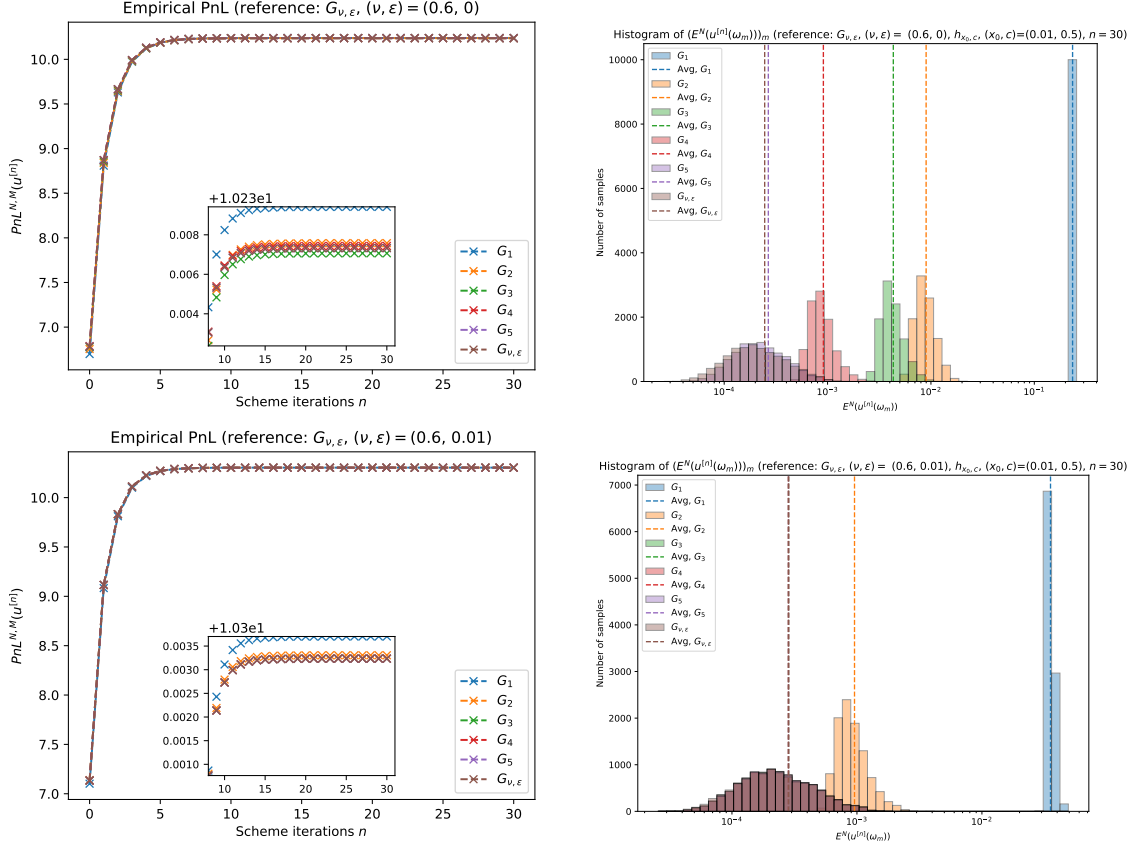 Empirical PnL (reference: G_{ν,ε}, (ν, ε) = (0.6, 0)
10.0
9.5
9.0
8.5
8.0
7.5
7.0
PnL^{N,M}(u^{[n]})
+1.023e1
0.008
0.006
0.004
10 15 20 25 30
G_1
G_2
G_3
G_4
G_5
G_{ν,ε}
0 5 10 15 20 25 30
Scheme iterations n
Histogram of (E^N(u^{[n]}(ω_m)))_m (reference: G_{ν,ε}, (ν, ε) = (0.6, 0), h_{x_0,c}, (x_0, c)=(0.01, 0.5), n = 30)
10000
8000
6000
4000
2000
0
Number of samples
G_1
Avg, G_1
G_2
Avg, G_2
G_3
Avg, G_3
G_4
Avg, G_4
G_5
Avg, G_5
G_{ν,ε}
Avg, G_{ν,ε}
10^{-4} 10^{-3} 10^{-2} 10^{-1}
E^N(u^{[n]}(ω_m))
Empirical PnL (reference: G_{ν,ε}, (ν, ε) = (0.6, 0.01)
10.0
9.5
9.0
8.5
8.0
7.5
7.0
PnL^{N,M}(u^{[n]})
+1.03e1
0.0035
0.0030
0.0025
0.0020
0.0015
0.0010
10 15 20 25 30
G_1
G_2
G_3
G_4
G_5
G_{ν,ε}
0 5 10 15 20 25 30
Scheme iterations n
Histogram of (E^N(u^{[n]}(ω_m)))_m (reference: G_{ν,ε}, (ν, ε) = (0.6, 0.01), h_{x_0,c}, (x_0, c)=(0.01, 0.5), n = 30)
7000
6000
5000
4000
3000
2000
1000
0
Number of samples
G_1
Avg, G_1
G_2
Avg, G_2
G_3
Avg, G_3
G_4
Avg, G_4
G_5
Avg, G_5
G_{ν,ε}
Avg, G_{ν,ε}
10^{-4} 10^{-3} 10^{-2}
E^N(u^{[n]}(ω_m))